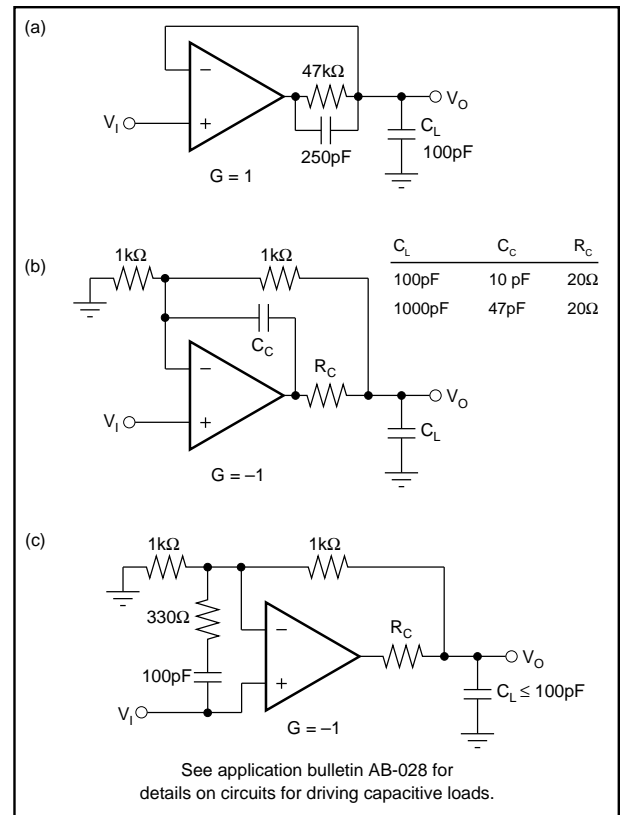 (a)
47kΩ
−
+
V_I
V_O
C_L
100pF
250pF
G = 1
(b)
1kΩ
1kΩ
C_L C_C R_C
100pF 10 pF 20Ω
1000pF 47pF 20Ω
C_C
R_C
−
+
V_I
V_O
C_L
G = –1
(c)
1kΩ
1kΩ
330Ω
R_C
−
+
100pF
V_I
V_O
C_L ≤ 100pF
G = –1
See application bulletin AB-028 for
details on circuits for driving capacitive loads.